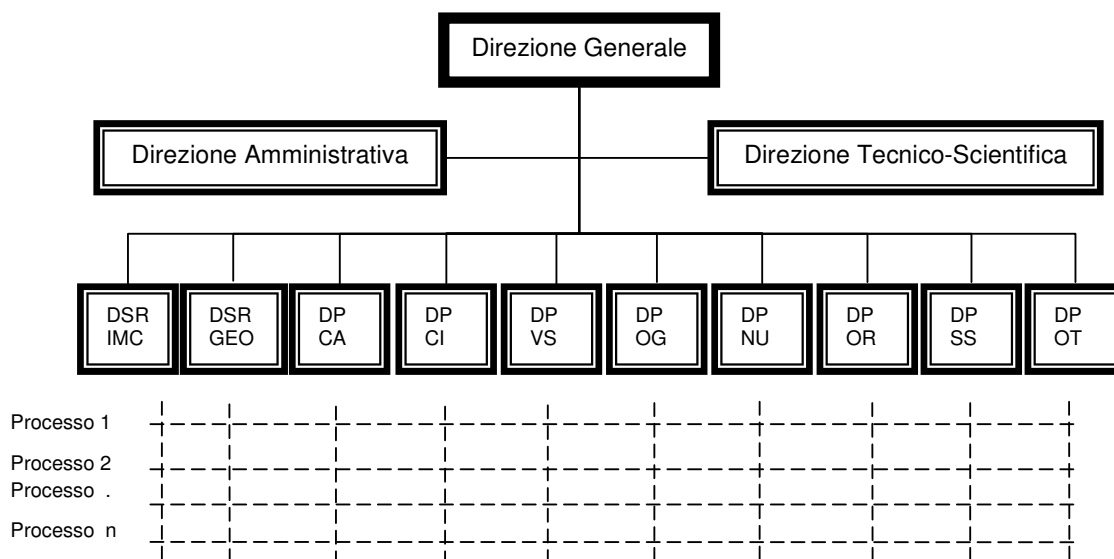 Direzione Generale
Direzione Amministrativa
Direzione Tecnico-Scientifica
DSR
IMC
DSR
GEO
DP
CA
DP
CI
DP
VS
DP
OG
DP
NU
DP
OR
DP
SS
DP
OT
Processo 1
Processo 2
Processo .
Processo n